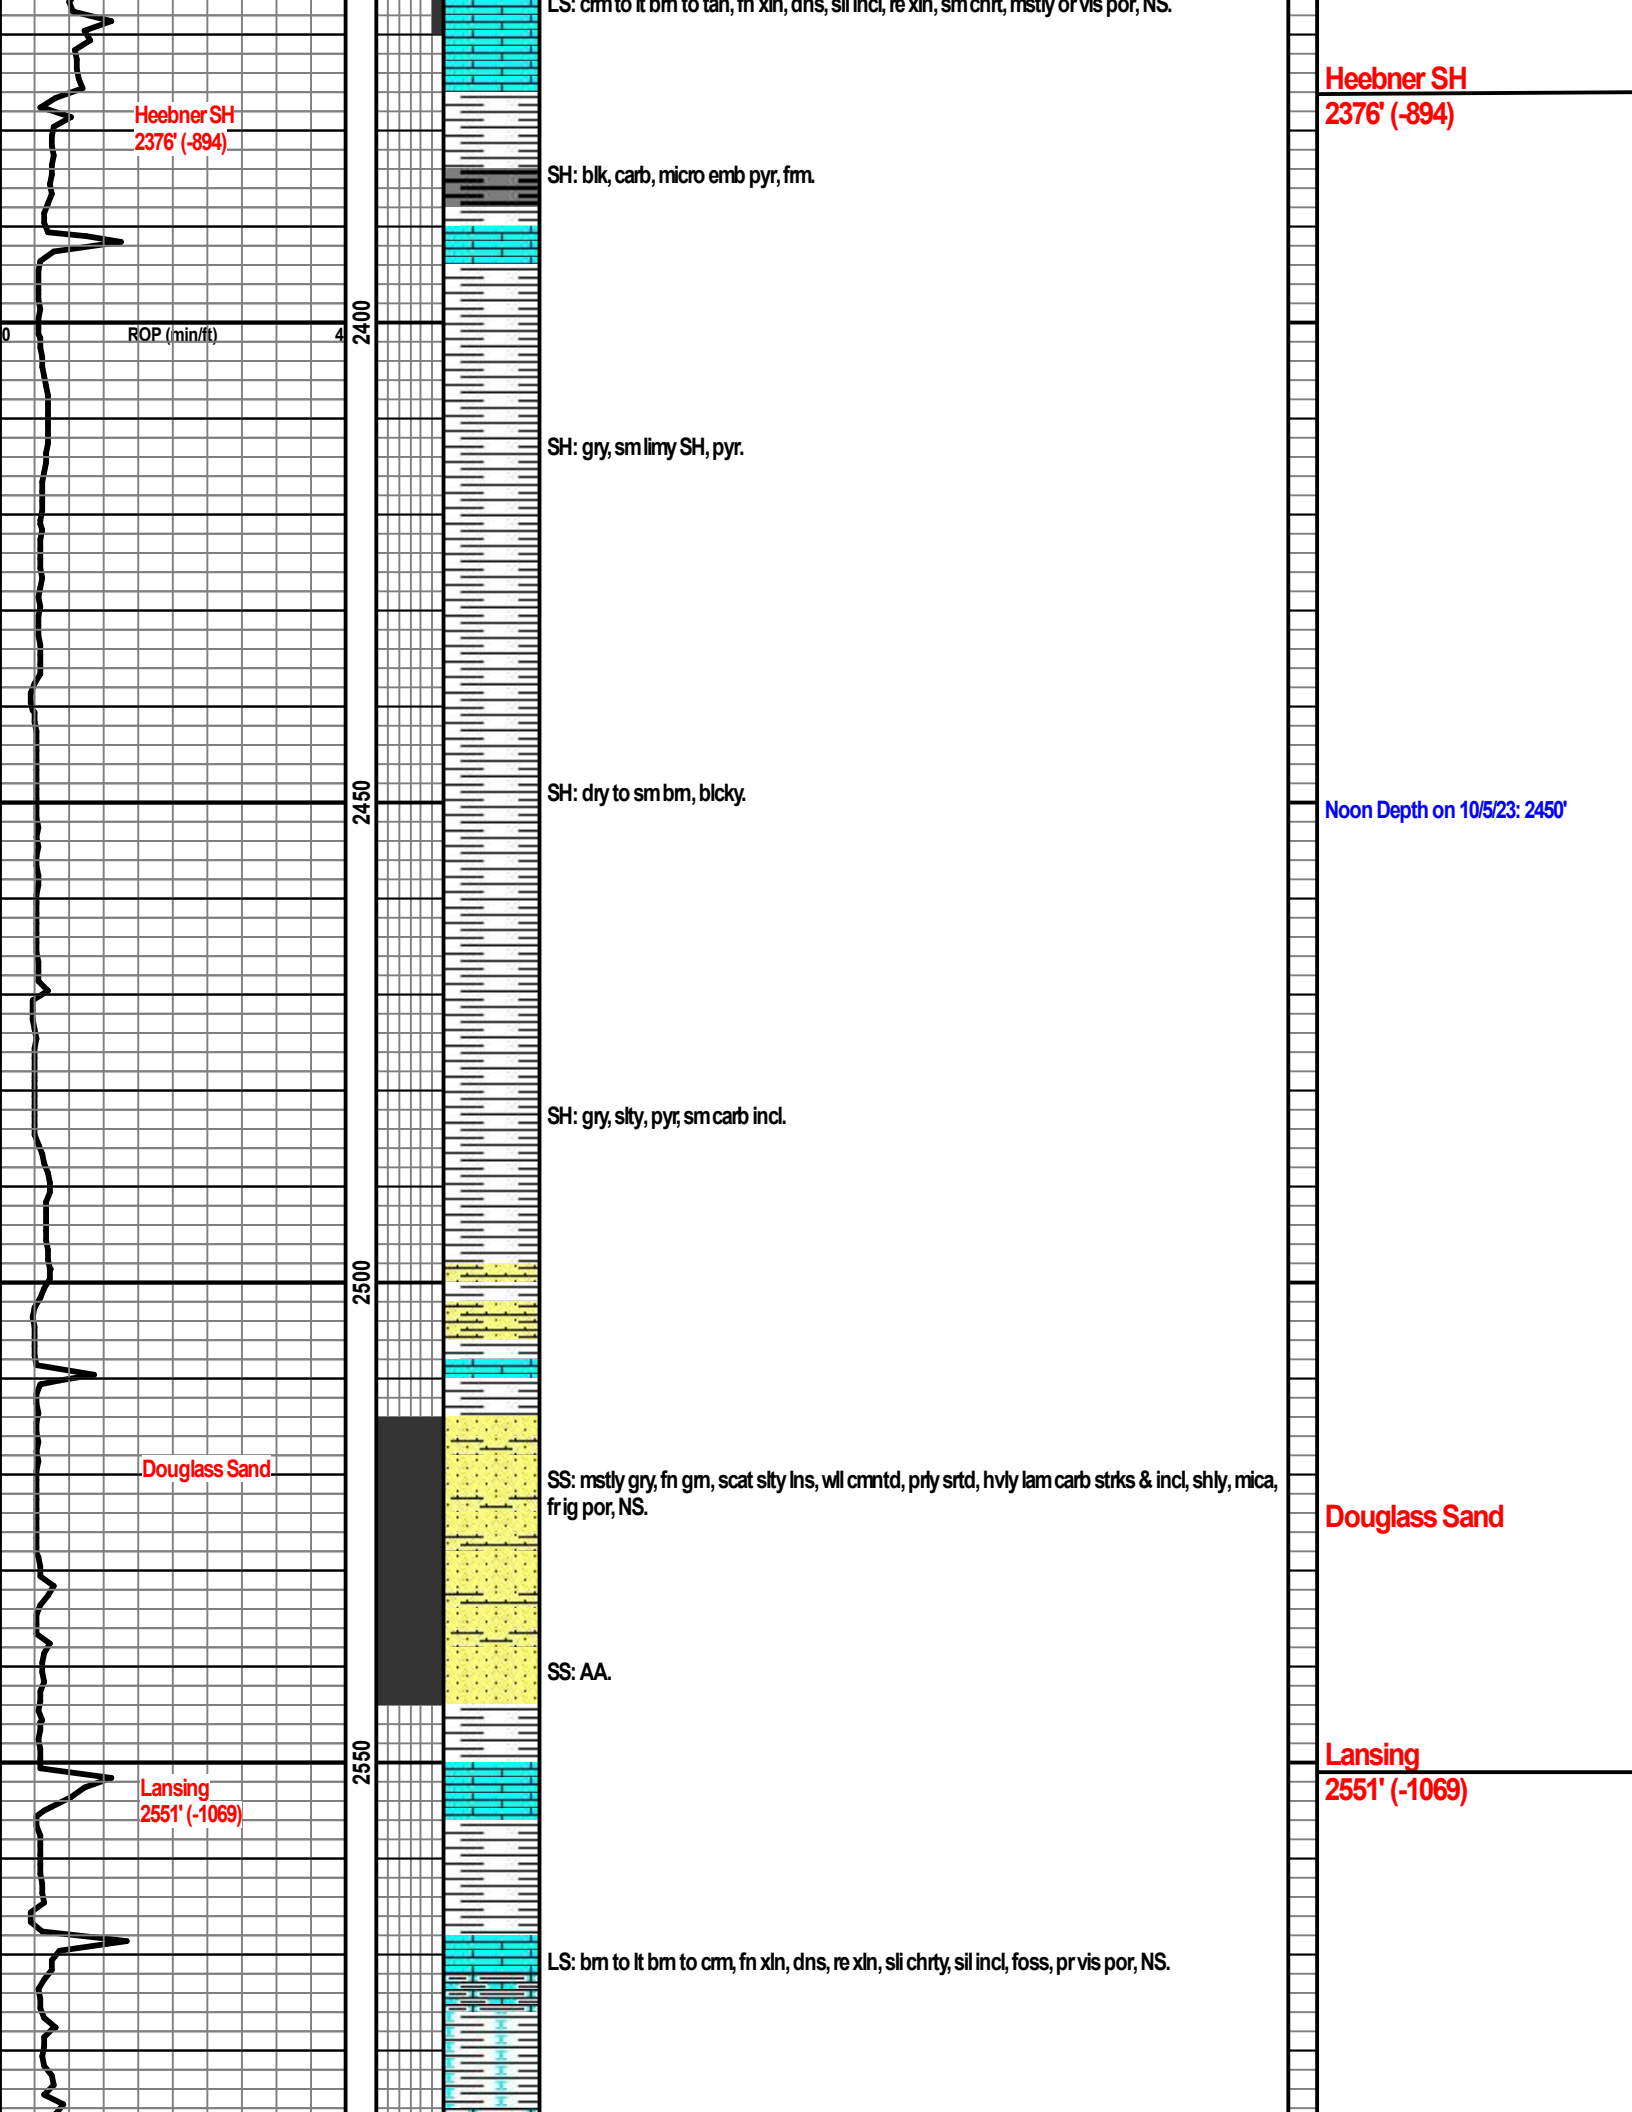 LS: crm to lt brn to tan, fn xln, dns, sil incl, re xln, sm chrt, mstly or vis por, NS.
Heebner SH
2376' (-894)
Heebner SH
2376' (-894)
SH: blk, carb, micro emb pyr, frm.
0 ROP (min/ft) 4
2400
SH: gry, sm limy SH, pyr.
2450
SH: dry to sm brn, blcky.
Noon Depth on 10/5/23: 2450'
SH: gry, slty, pyr, sm carb incl.
2500
Douglass Sand
SS: mstly gry, fn grn, scat slty lns, wll cmntd, prly srtd, hvly lam carb strks & incl, shly, mica,
fr ig por, NS.
Douglass Sand
SS: AA.
2550
Lansing
2551' (-1069)
Lansing
2551' (-1069)
LS: brn to lt brn to crm, fn xln, dns, re xln, sli chrty, sil incl, foss, pr vis por, NS.